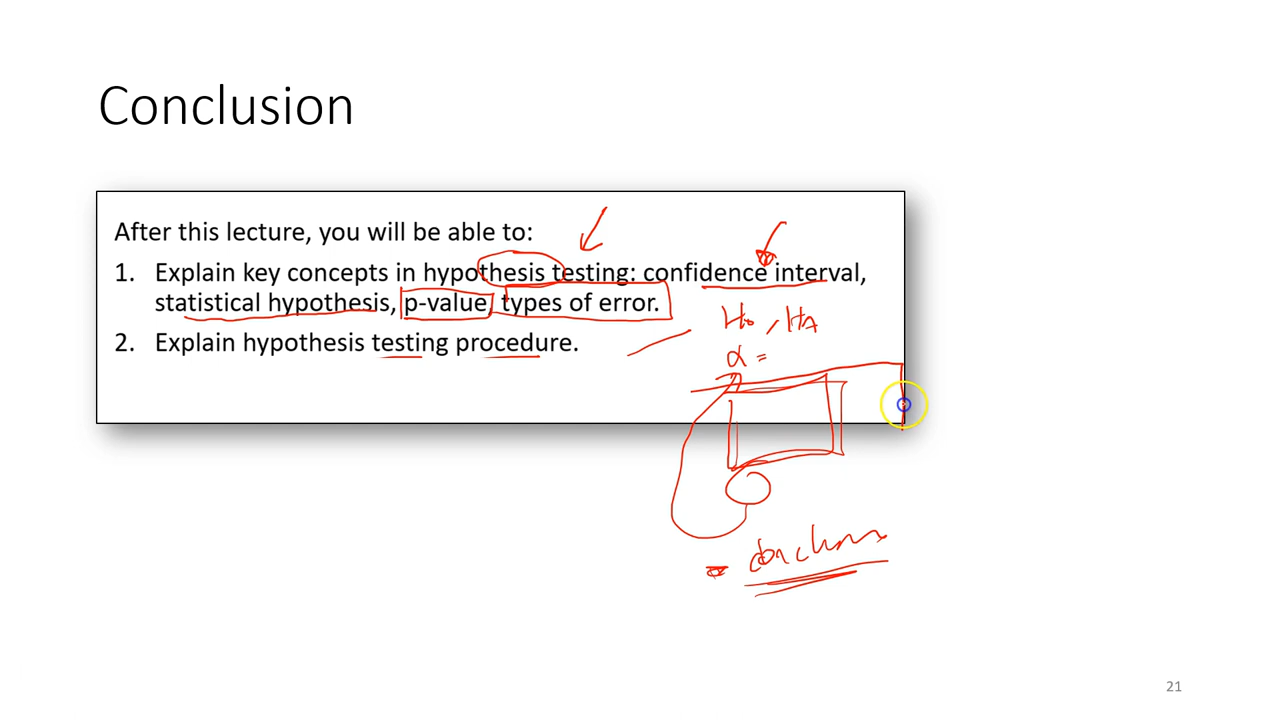 Conclusion
After this lecture, you will be able to:
1. Explain key concepts in hypothesis testing: confidence interval,
statistical hypothesis, p-value, types of error.
2. Explain hypothesis testing procedure.
H₀, HA
α =
21